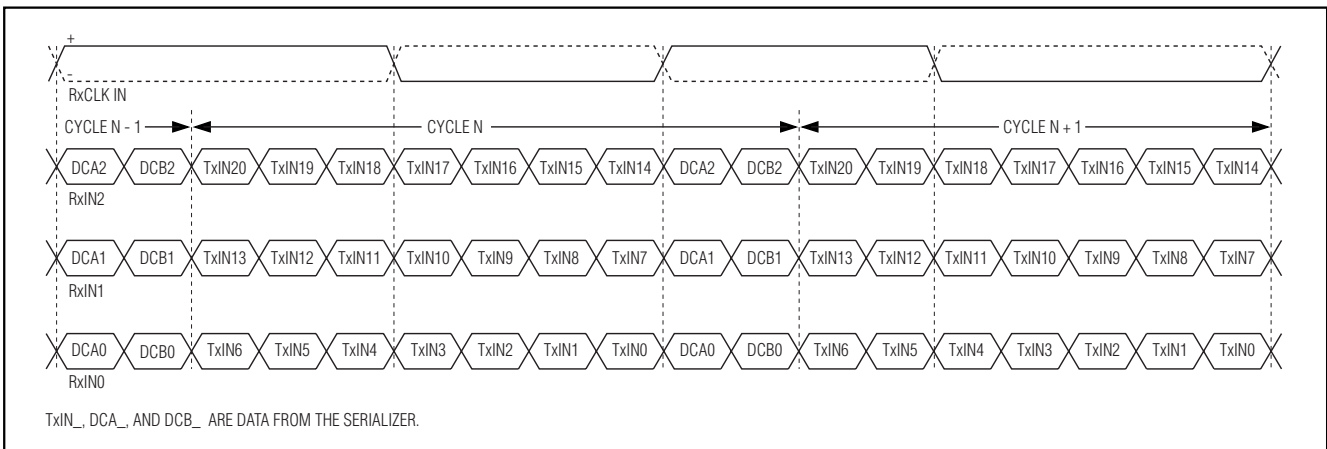 +
-
RxCLK IN
CYCLE N - 1 CYCLE N CYCLE N + 1
DCA2 DCB2 TxIN20 TxIN19 TxIN18 TxIN17 TxIN16 TxIN15 TxIN14 DCA2 DCB2 TxIN20 TxIN19 TxIN18 TxIN17 TxIN16 TxIN15 TxIN14
RxIN2
DCA1 DCB1 TxIN13 TxIN12 TxIN11 TxIN10 TxIN9 TxIN8 TxIN7 DCA1 DCB1 TxIN13 TxIN12 TxIN11 TxIN10 TxIN9 TxIN8 TxIN7
RxIN1
DCA0 DCB0 TxIN6 TxIN5 TxIN4 TxIN3 TxIN2 TxIN1 TxIN0 DCA0 DCB0 TxIN6 TxIN5 TxIN4 TxIN3 TxIN2 TxIN1 TxIN0
RxIN0
TxIN_, DCA_, AND DCB_ ARE DATA FROM THE SERIALIZER.